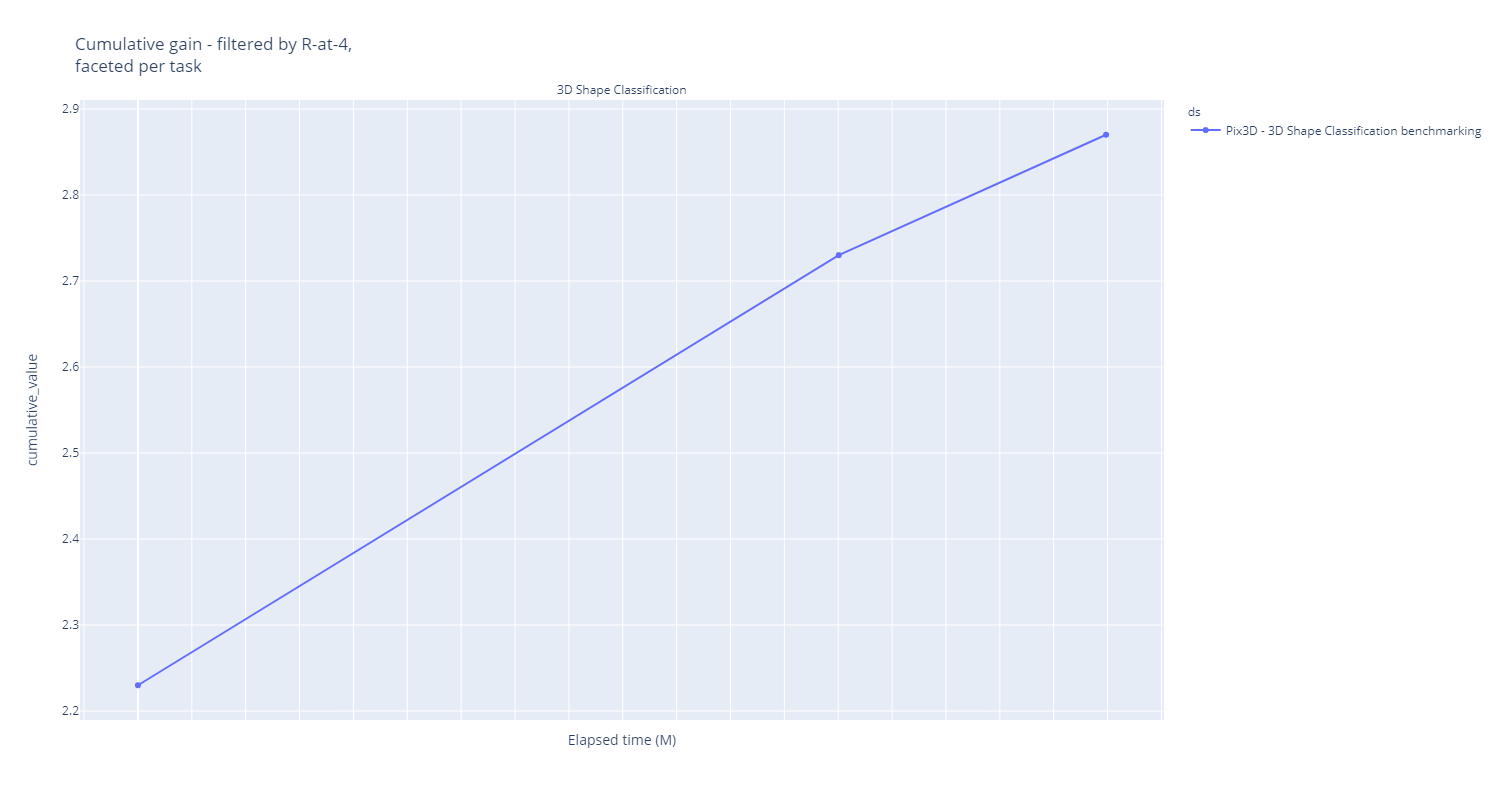 Cumulative gain - filtered by R-at-4,
faceted per task
3D Shape Classification
2.9
2.8
2.7
2.6
2.5
2.4
2.3
2.2
cumulative_value
Elapsed time (M)
ds
Pix3D - 3D Shape Classification benchmarking